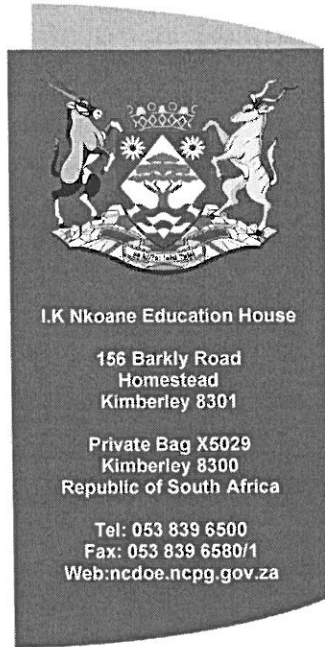 I.K Nkoane Education House
156 Barkly Road
Homestead
Kimberley 8301
Private Bag X5029
Kimberley 8300
Republic of South Africa
Tel: 053 839 6500
Fax: 053 839 6580/1
Web:ncdoe.ncpg.gov.za